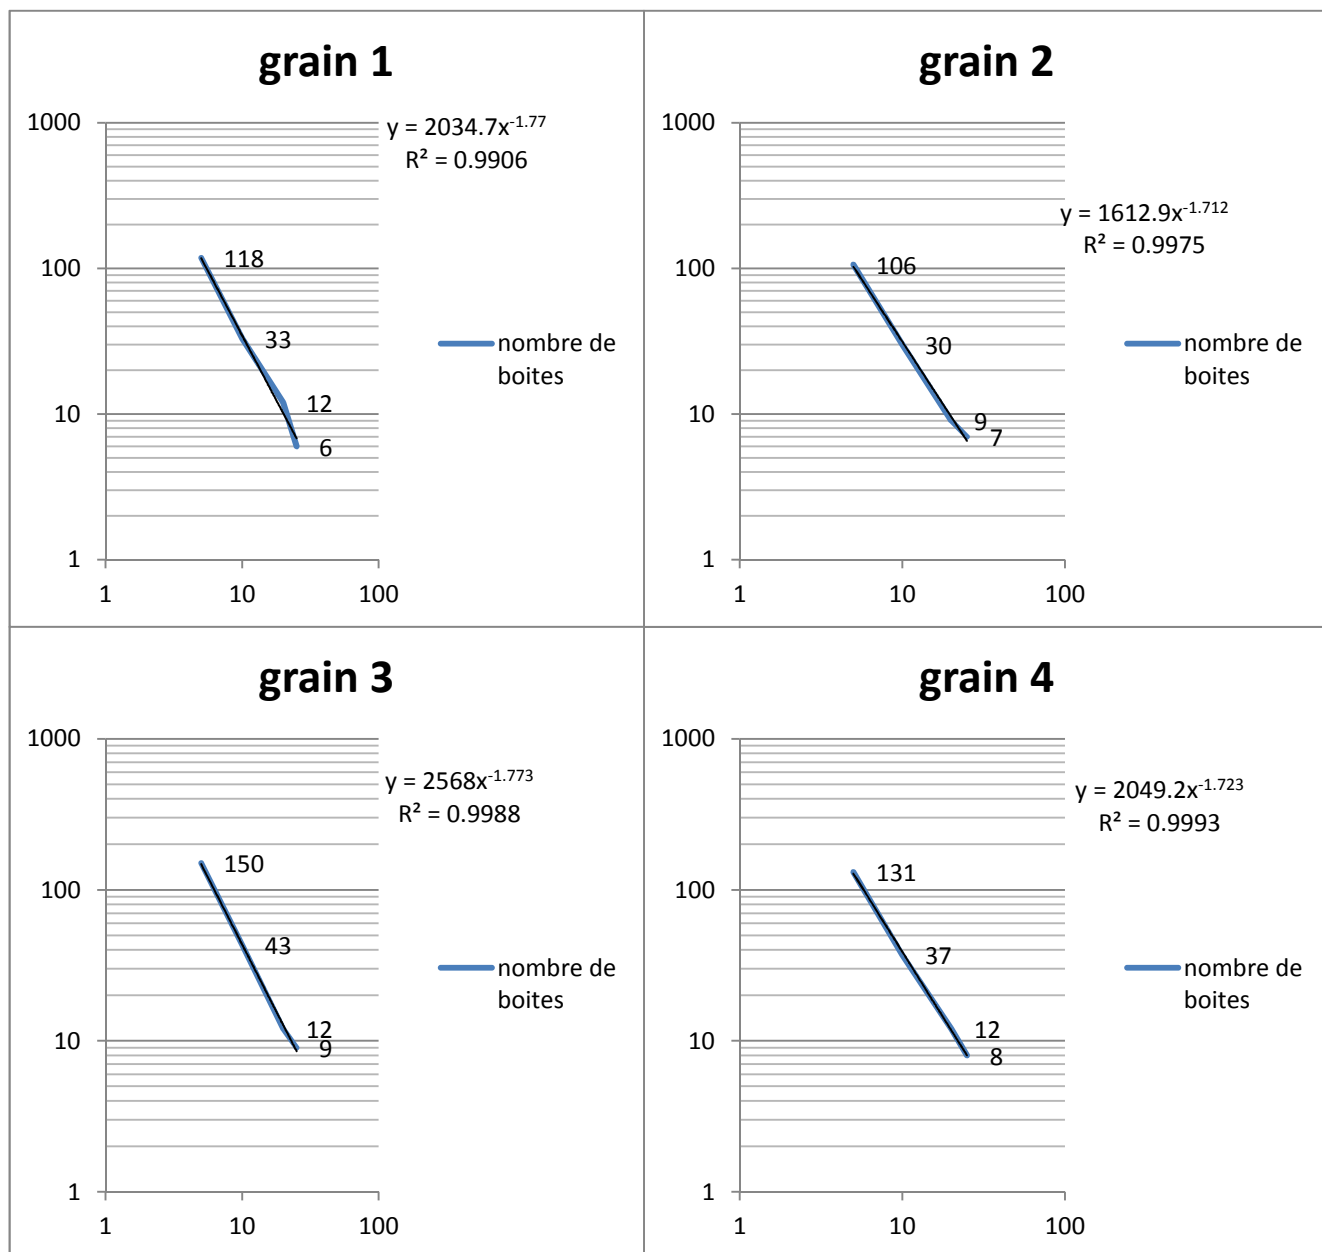 grain 1
y = 2034.7x^-1.77
R² = 0.9906
1000
100
10
1
118
33
12
6
nombre de
boites
1 10 100
grain 2
y = 1612.9x^-1.712
R² = 0.9975
1000
100
10
1
106
30
9
7
nombre de
boites
1 10 100
grain 3
y = 2568x^-1.773
R² = 0.9988
1000
100
10
1
150
43
12
9
nombre de
boites
1 10 100
grain 4
y = 2049.2x^-1.723
R² = 0.9993
1000
100
10
1
131
37
12
8
nombre de
boites
1 10 100